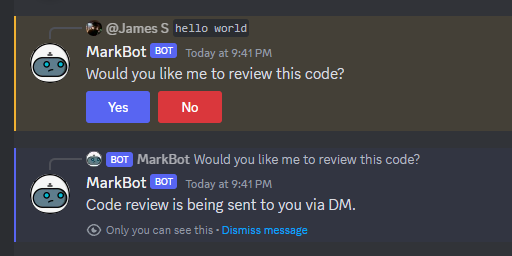 @James S hello world
MarkBot BOT Today at 9:41 PM
Would you like me to review this code?
Yes No
BOT MarkBot Would you like me to review this code?
MarkBot BOT Today at 9:41 PM
Code review is being sent to you via DM.
Only you can see this • Dismiss message